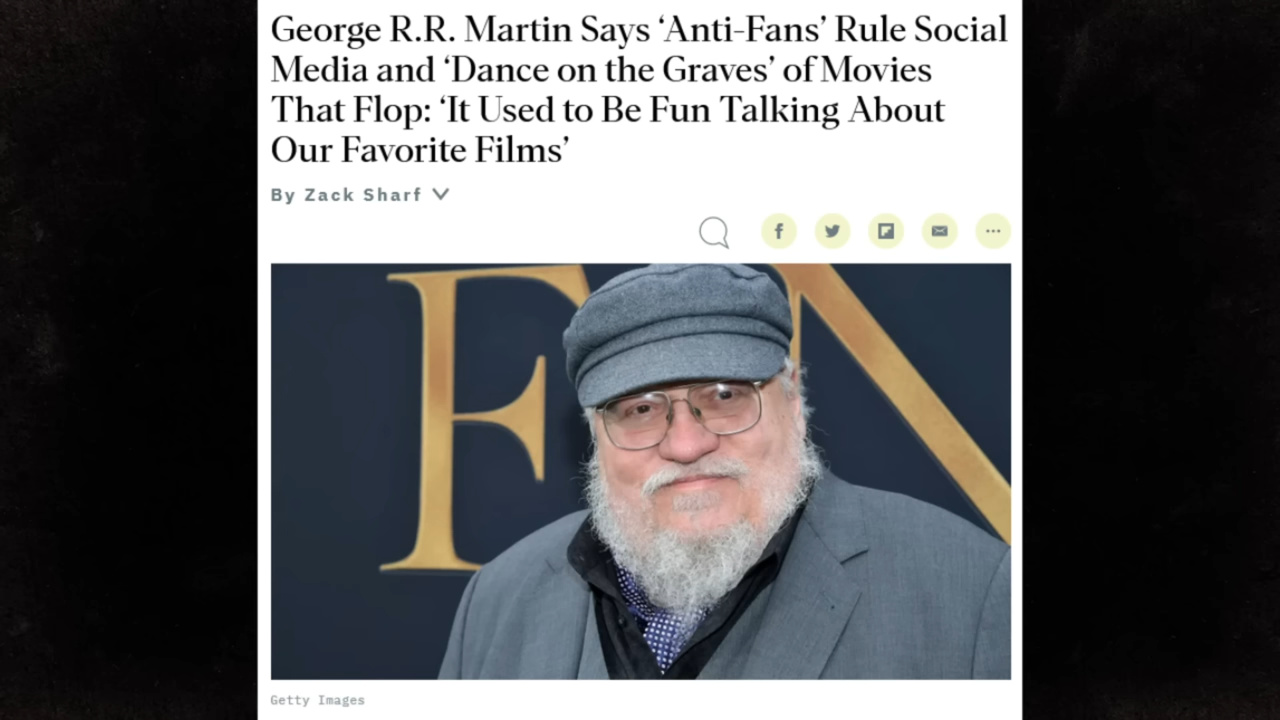 George R.R. Martin Says ‘Anti-Fans’ Rule Social
Media and ‘Dance on the Graves’ of Movies
That Flop: ‘It Used to Be Fun Talking About
Our Favorite Films’
By Zack Sharf
F N
Getty Images